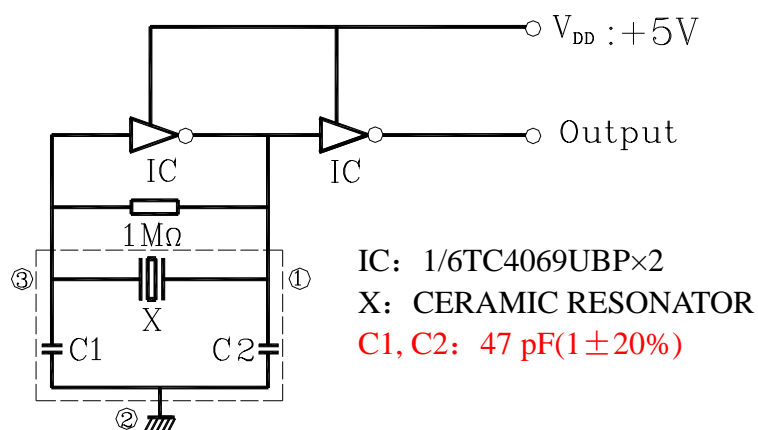 V_DD :+5V
Output
IC
IC
1MΩ
③
①
X
C1
C2
②
IC：1/6TC4069UBP×2
X：CERAMIC RESONATOR
C1, C2：47 pF(1±20%)